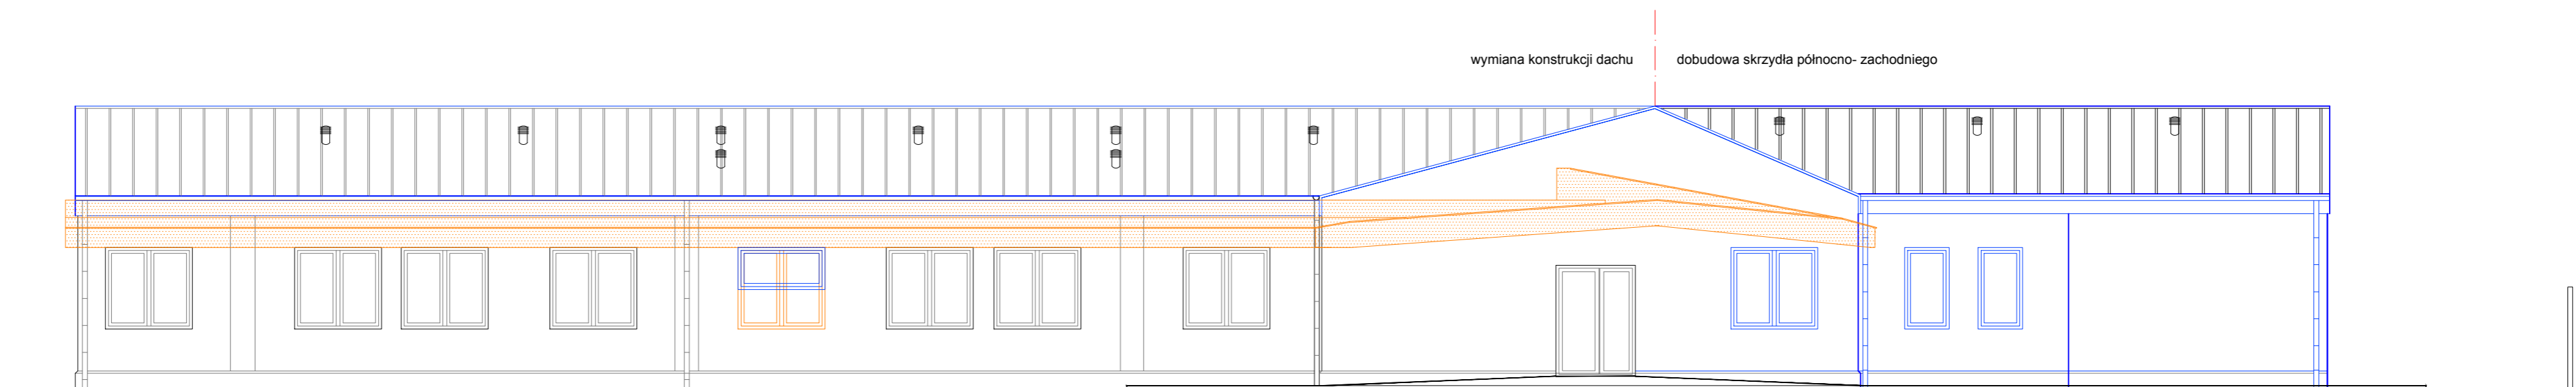 wymiana konstrukcji dachu
dobudowa skrzydła północno- zachodniego